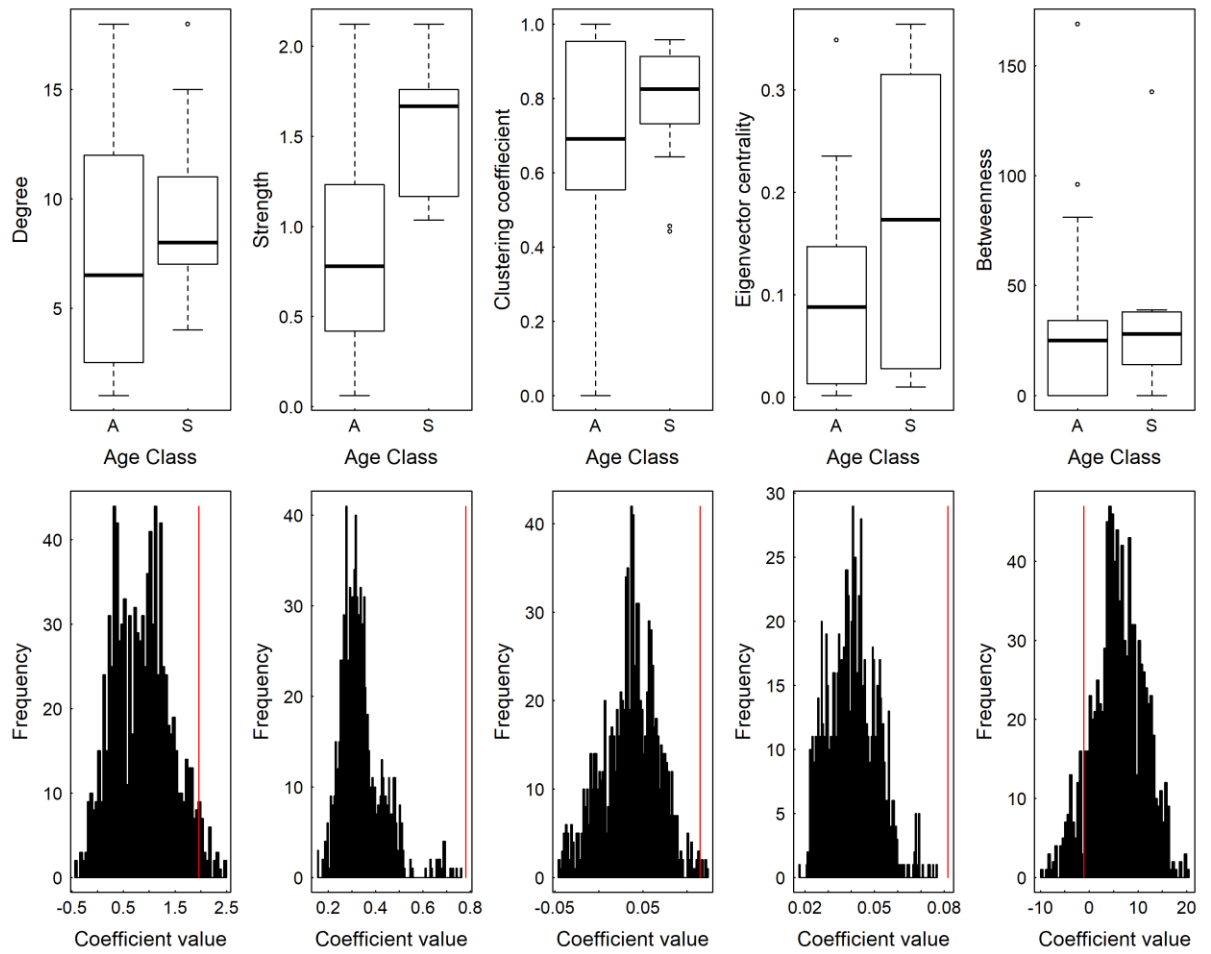 Degree
5
10
15
A
S
Age Class
Strength
0.0
0.5
1.0
1.5
2.0
A
S
Age Class
Clustering coeffiecient
0.0
0.2
0.4
0.6
0.8
1.0
A
S
Age Class
Eigenvector centrality
0.0
0.1
0.2
0.3
A
S
Age Class
Betweenness
0
50
100
150
A
S
Age Class
Frequency
0
10
20
30
40
-0.5
0.5
1.5
2.5
Coefficient value
Frequency
0
10
20
30
40
0.2
0.4
0.6
0.8
Coefficient value
Frequency
0
10
20
30
40
-0.05
0.05
Coefficient value
Frequency
0
5
10
15
20
25
30
0.02
0.05
0.08
Coefficient value
Frequency
0
10
20
30
40
-10
0
10
20
Coefficient value